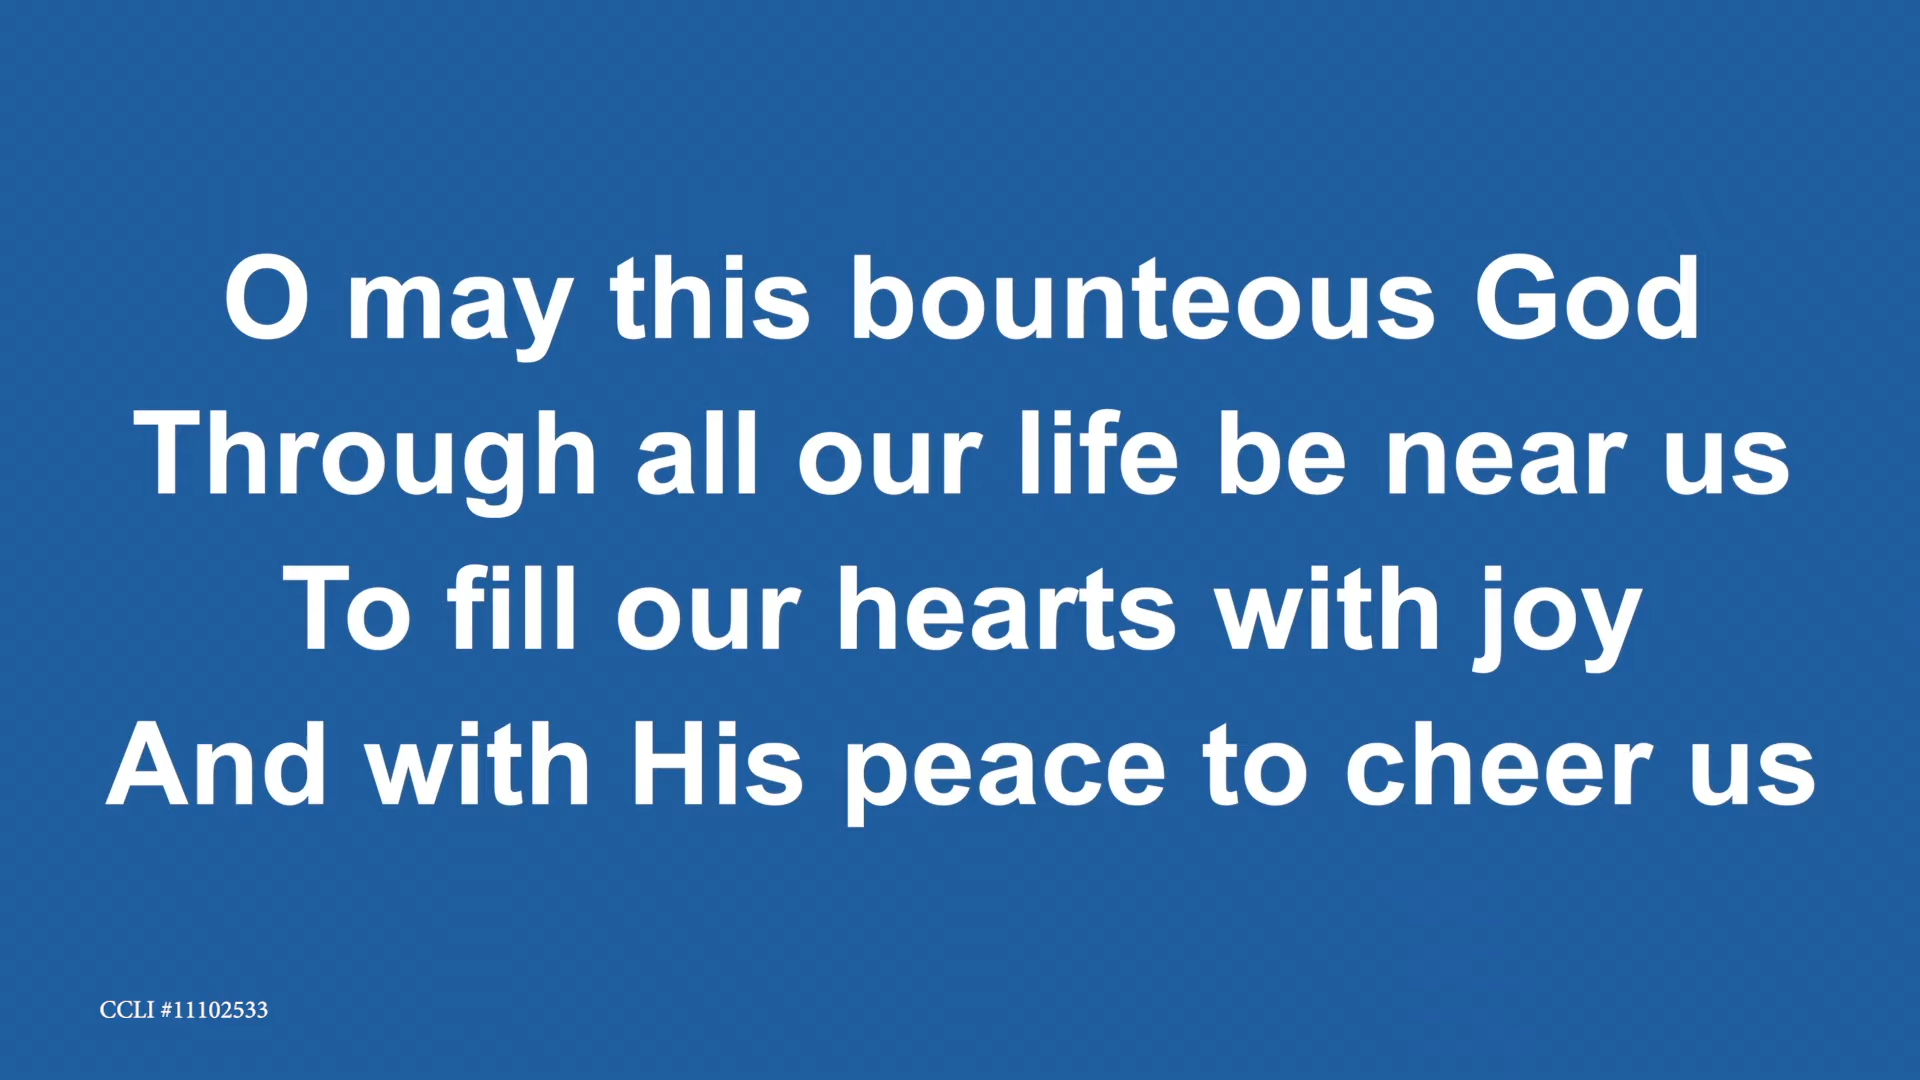 O may this bounteous God
Through all our life be near us
To fill our hearts with joy
And with His peace to cheer us
CCLI #11102533